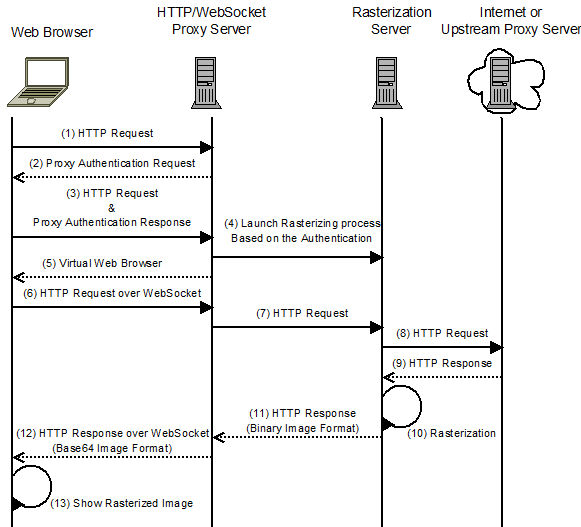 Web Browser
HTTP/WebSocket
Proxy Server
Rasterization
Server
Internet or
Upstream Proxy Server
(1) HTTP Request
(2) Proxy Authentication Request
(3) HTTP Request
&
Proxy Authentication Response
(4) Launch Rasterizing process
Based on the Authentication
(5) Virtual Web Browser
(6) HTTP Request over WebSocket
(7) HTTP Request
(8) HTTP Request
(9) HTTP Response
(10) Rasterization
(11) HTTP Response
(Binary Image Format)
(12) HTTP Response over WebSocket
(Base64 Image Format)
(13) Show Rasterized Image